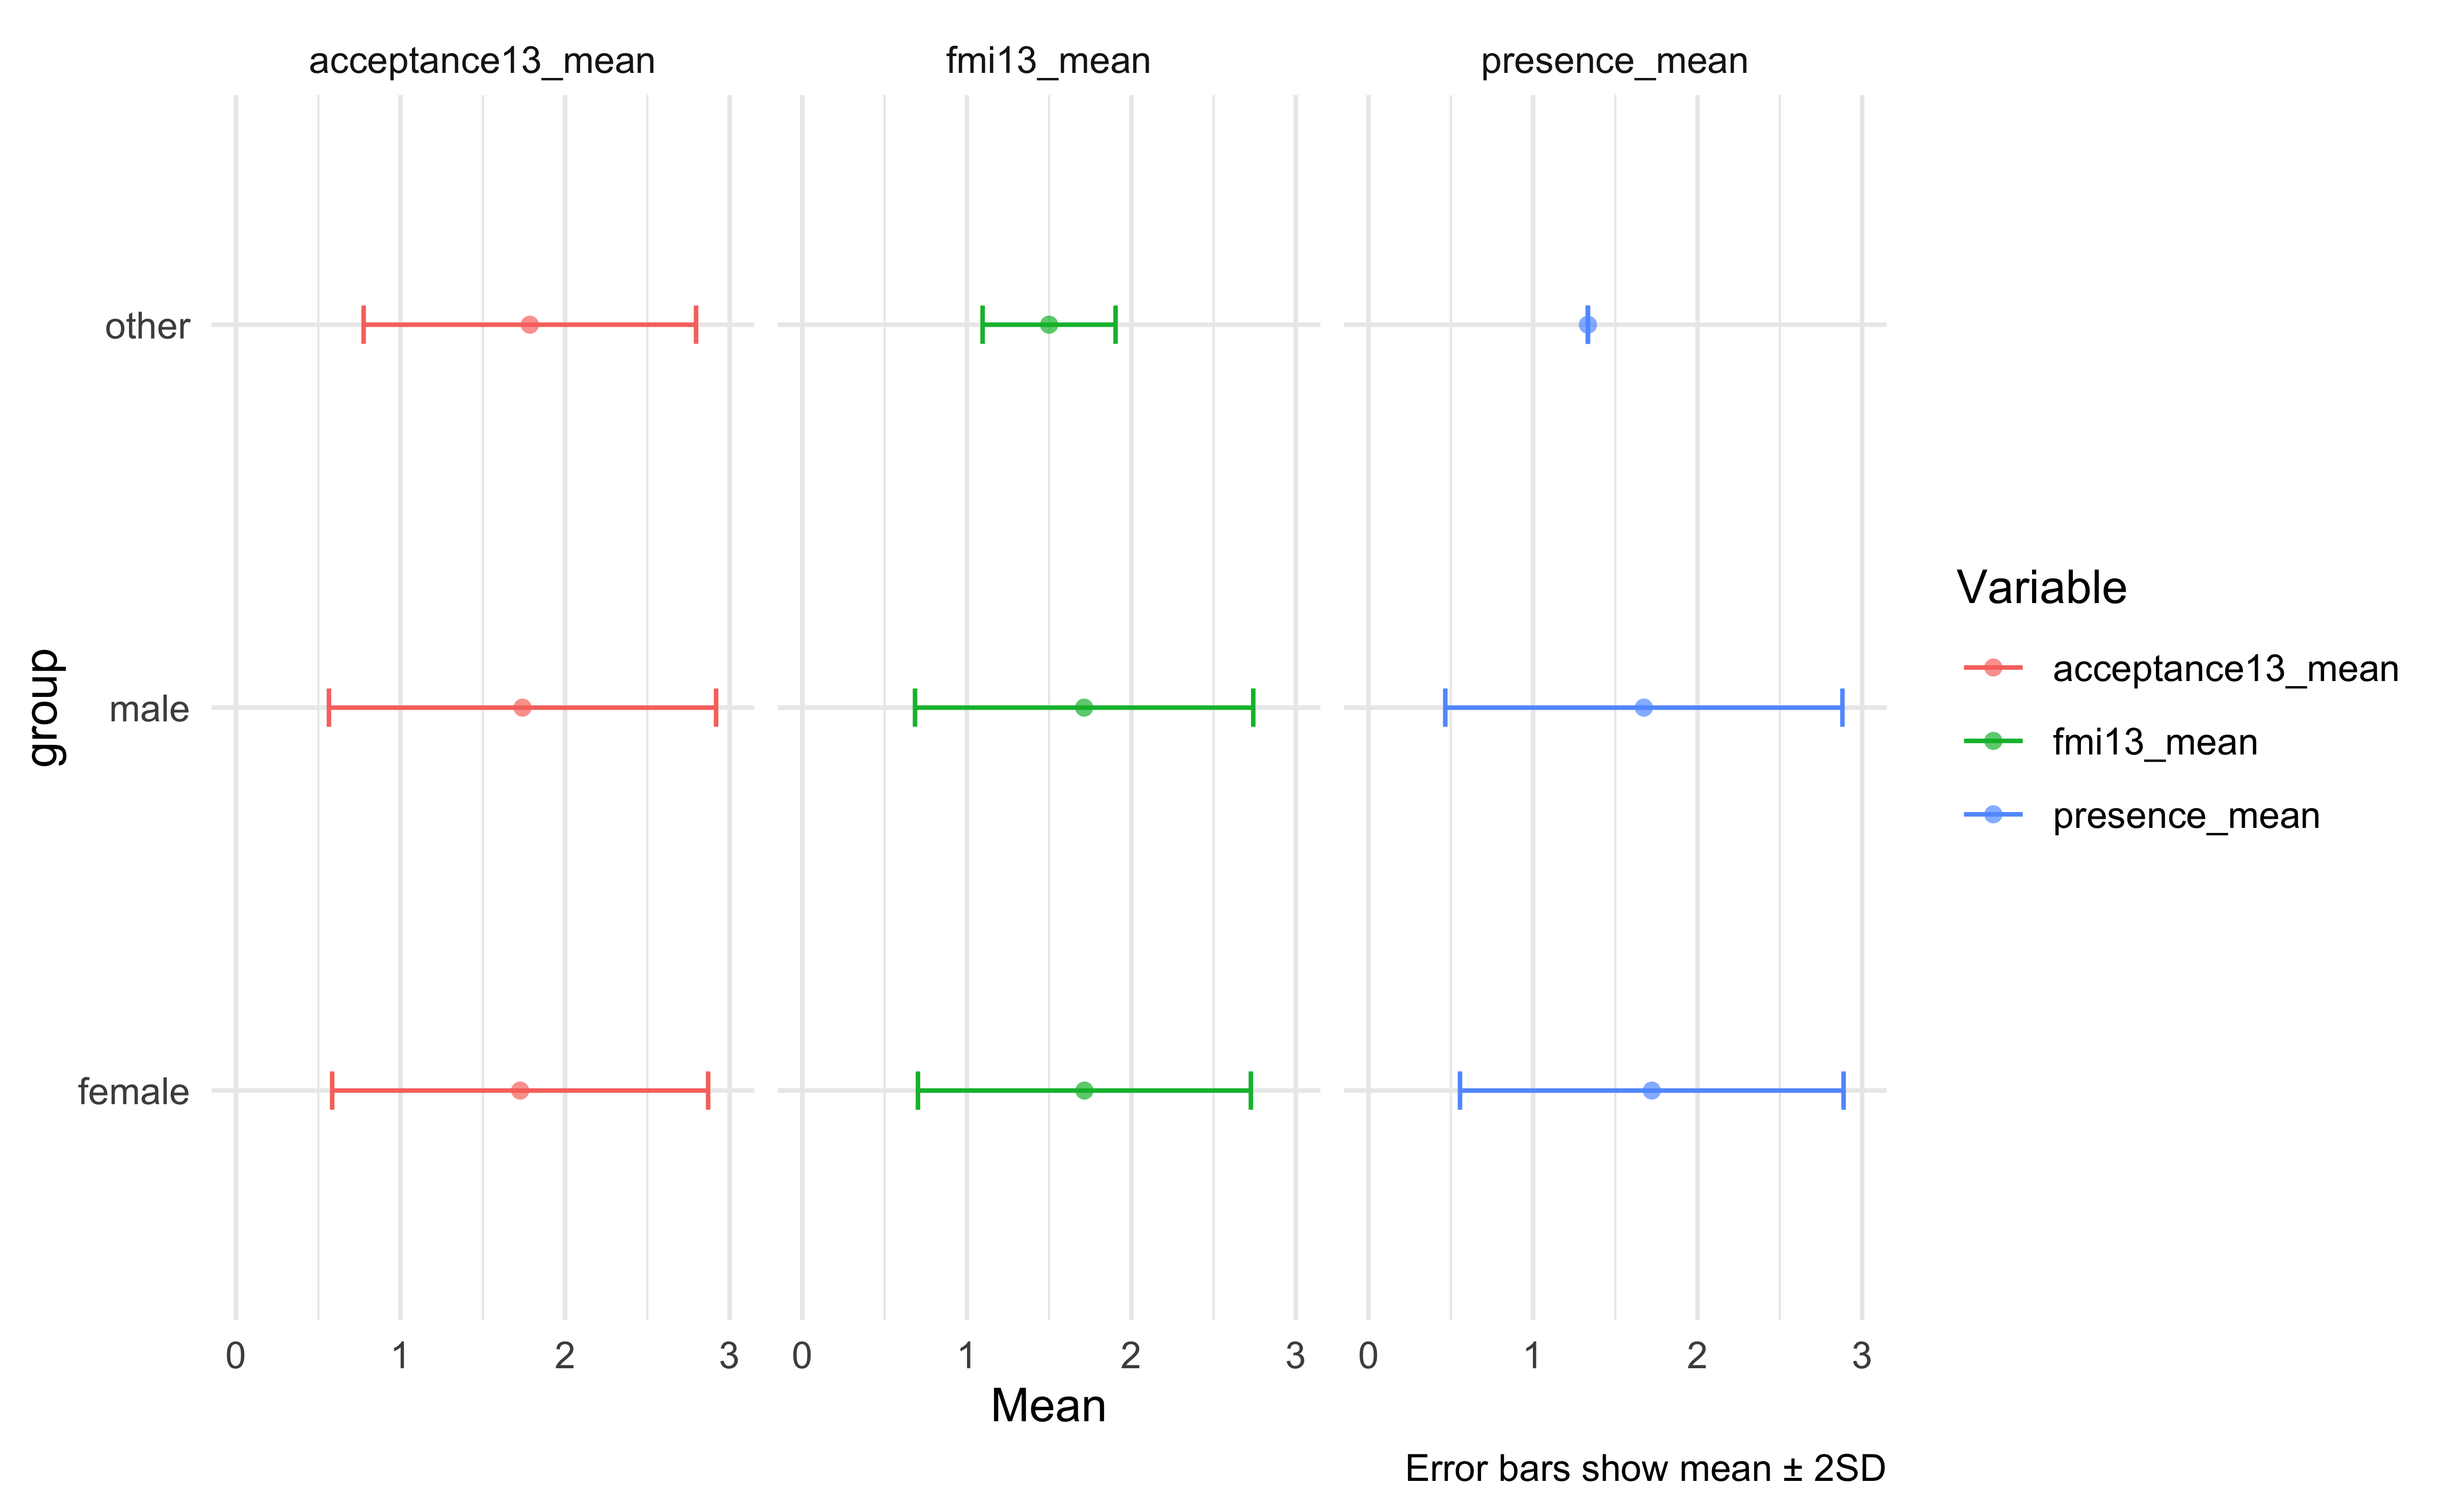 acceptance13_mean fmi13_mean presence_mean
other
male
female
group
0 1 2 3 0 1 2 3 0 1 2 3
Mean
Error bars show mean ± 2SD
Variable
acceptance13_mean
fmi13_mean
presence_mean